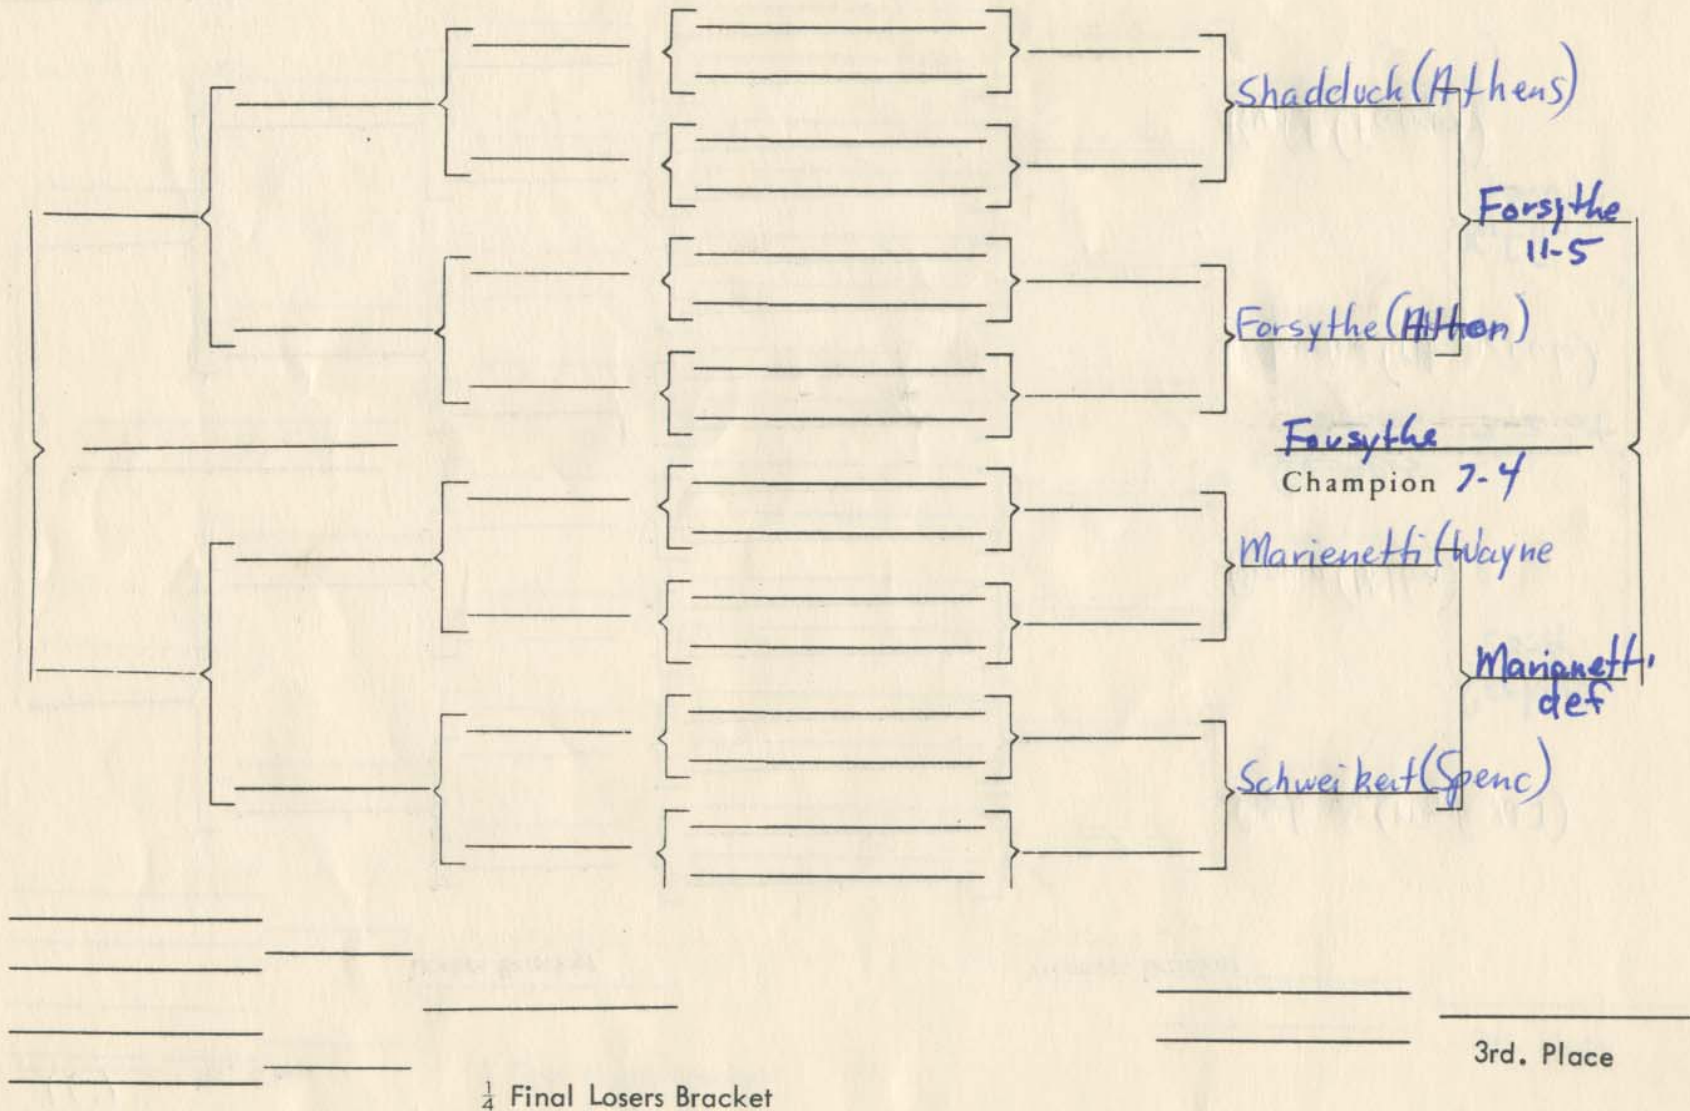 Shadduck (Athens)
Forsythe
11-5
Forsythe (Athen)
Forsythe
Champion 7-4
Marienetti (Wayne
Marianetti
def
Schweikert (Spenc)
3rd. Place
¼ Final Losers Bracket